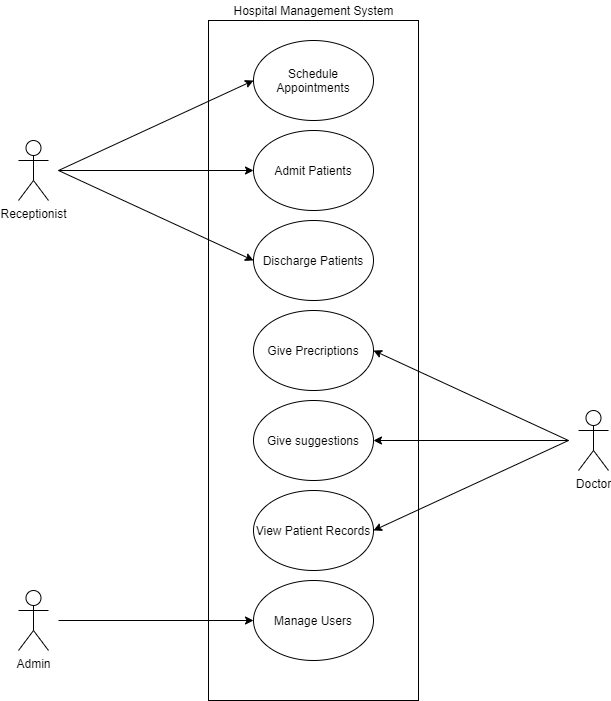 Hospital Management System
Schedule
Appointments
Admit Patients
Receptionist
Discharge Patients
Give Precriptions
Give suggestions
Doctor
View Patient Records
Manage Users
Admin